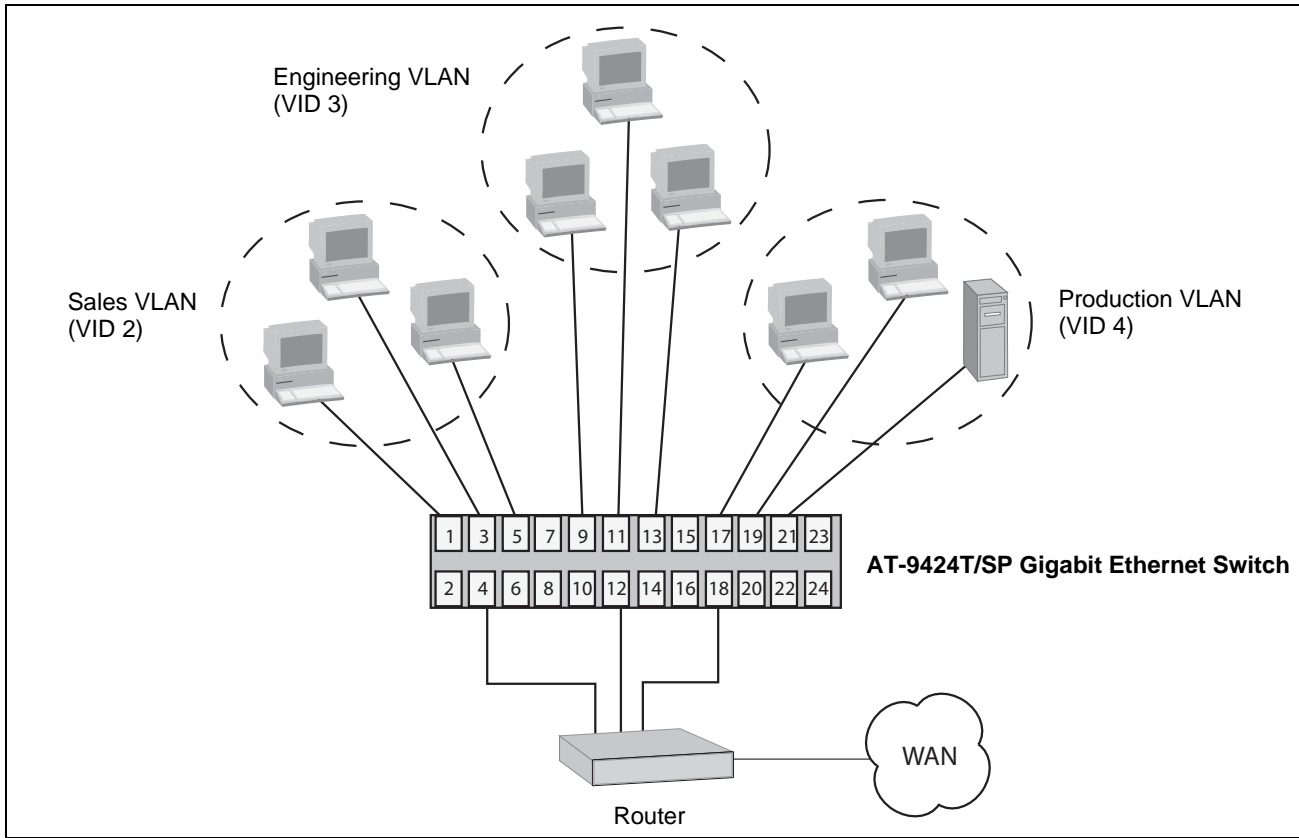 Engineering VLAN
(VID 3)
Sales VLAN
(VID 2)
Production VLAN
(VID 4)
1 3 5 7 9 11 13 15 17 19 21 23
AT-9424T/SP Gigabit Ethernet Switch
2 4 6 8 10 12 14 16 18 20 22 24
WAN
Router